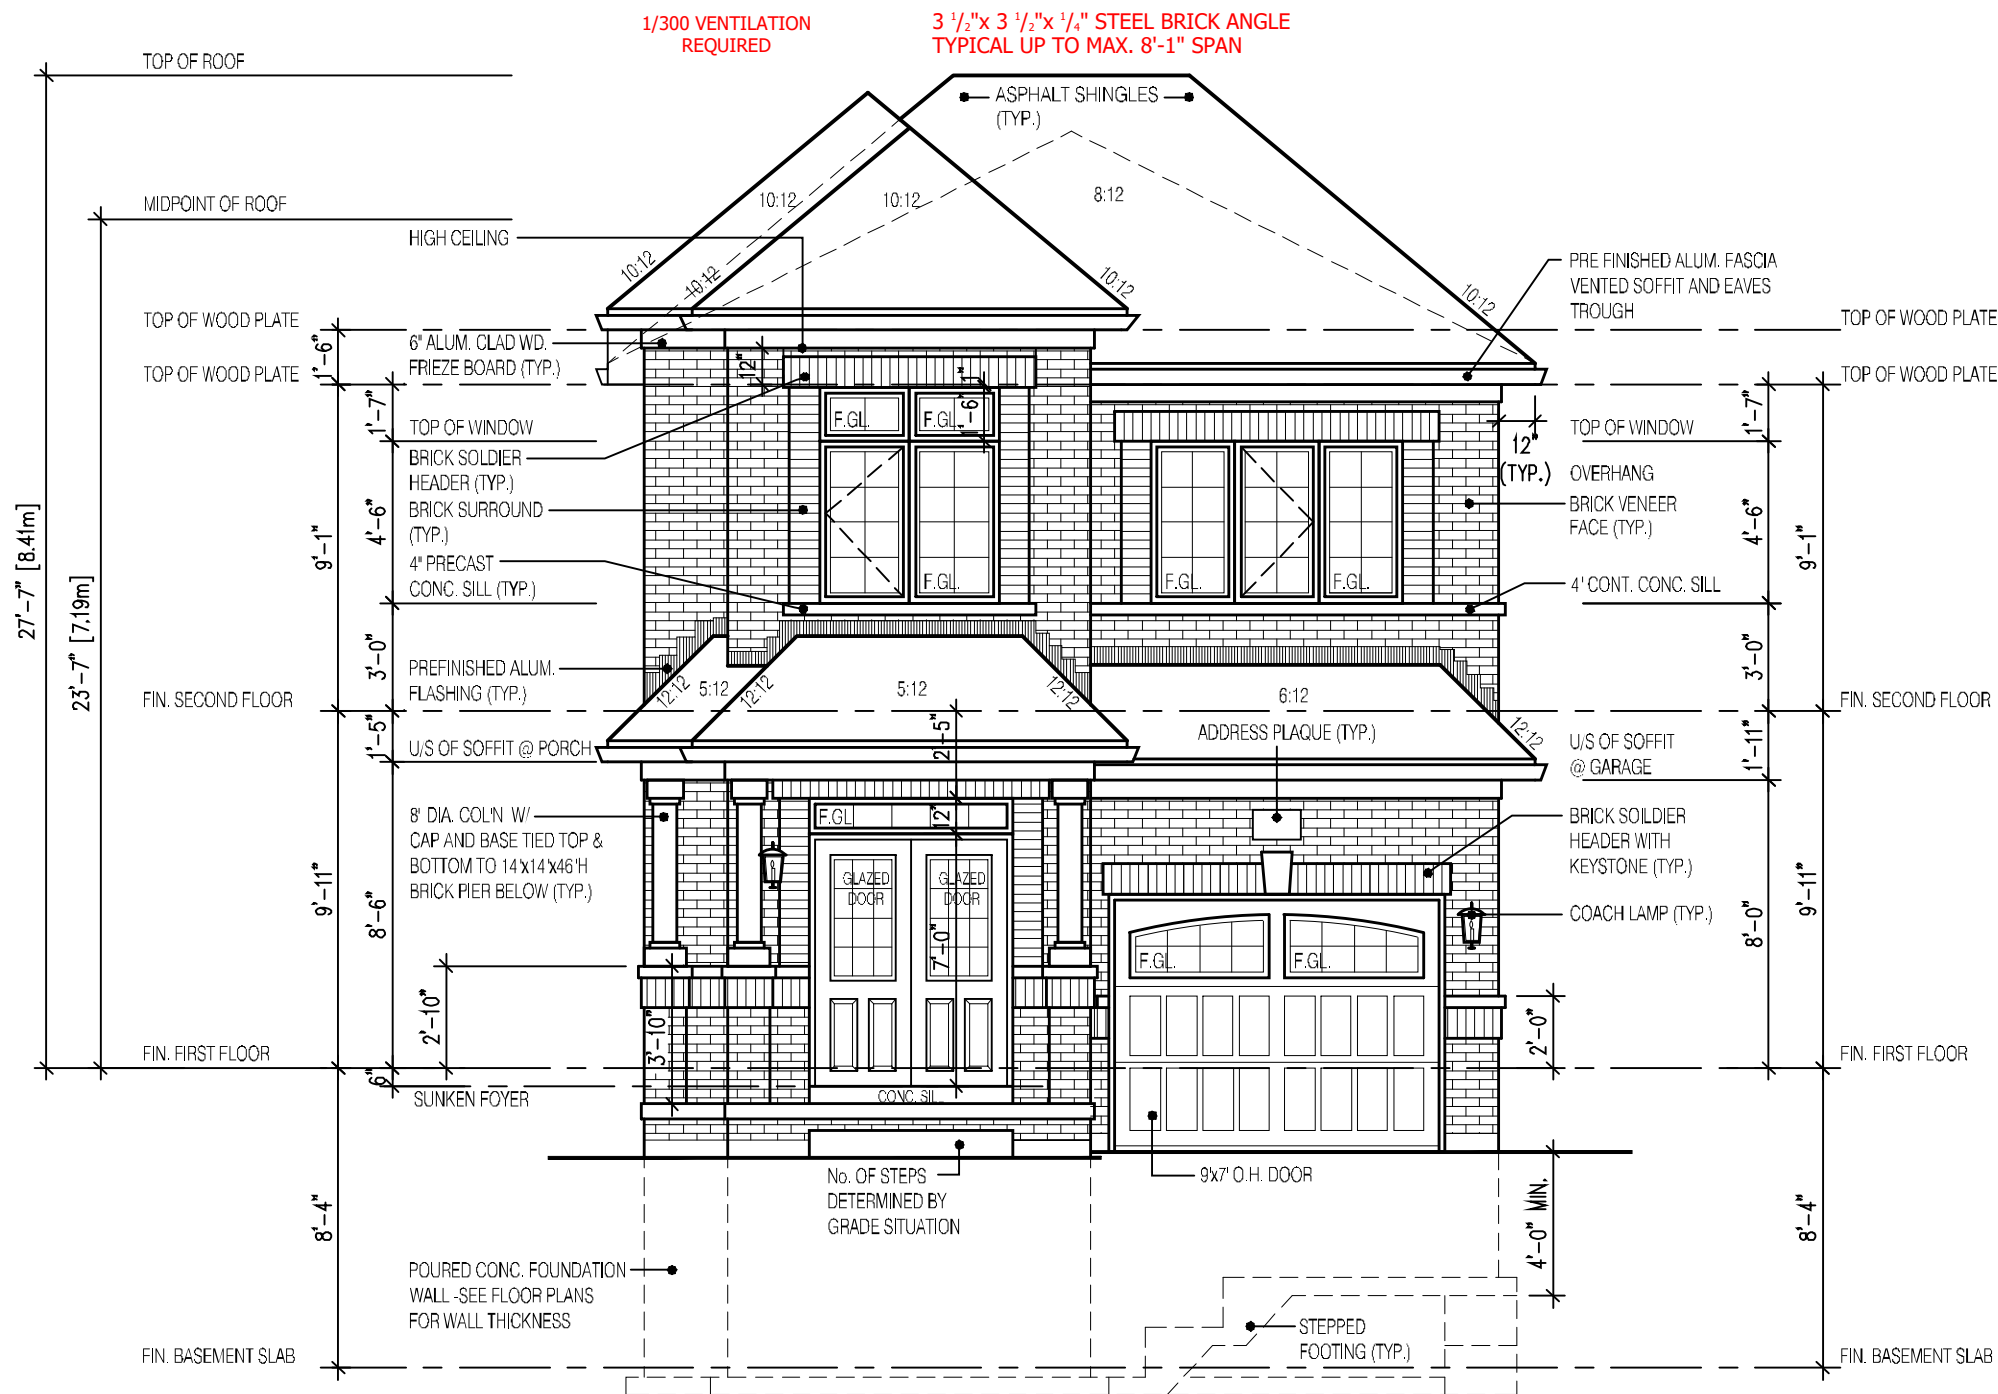 1/300 VENTILATION
REQUIRED
3 1/2"x 3 1/2"x 1/4" STEEL BRICK ANGLE
TYPICAL UP TO MAX. 8'-1" SPAN
TOP OF ROOF
ASPHALT SHINGLES
(TYP.)
MIDPOINT OF ROOF
10:12
10:12
8:12
HIGH CEILING
10:12
10:12
10:12
10:12
PRE FINISHED ALUM. FASCIA
VENTED SOFFIT AND EAVES
TROUGH
TOP OF WOOD PLATE
TOP OF WOOD PLATE
1'-6"
6" ALUM. CLAD WD.
FRIEZE BOARD (TYP.)
12"
TOP OF WOOD PLATE
TOP OF WOOD PLATE
1"
1'-6"
1'-7"
1'-7"
F.GL.
F.GL.
TOP OF WINDOW
TOP OF WINDOW
12"
(TYP.)
OVERHANG
BRICK SOLDIER
HEADER (TYP.)
BRICK SURROUND
(TYP.)
BRICK VENEER
FACE (TYP.)
4'-6"
4'-6"
9'-1"
9'-1"
27'-7" [8.41m]
23'-7" [7.19m]
4" PRECAST
CONC. SILL (TYP.)
F.GL.
F.GL.
F.GL.
4" CONT. CONC. SILL
3'-0"
3'-0"
PREFINISHED ALUM.
FLASHING (TYP.)
12:12
5:12
12:12
5:12
12:12
6:12
12:12
FIN. SECOND FLOOR
FIN. SECOND FLOOR
1'-5"
U/S OF SOFFIT @ PORCH
2'-5"
ADDRESS PLAQUE (TYP.)
U/S OF SOFFIT
@ GARAGE
1'-11"
8" DIA. COL'N W/
CAP AND BASE TIED TOP &
BOTTOM TO 14"x14"x46"H
BRICK PIER BELOW (TYP.)
F.GL.
12"
BRICK SOILDIER
HEADER WITH
KEYSTONE (TYP.)
GLAZED
DOOR
GLAZED
DOOR
COACH LAMP (TYP.)
9'-11"
8'-6"
7'-0"
8'-0"
9'-11"
F.GL.
F.GL.
2'-10"
3'-10"
2'-0"
FIN. FIRST FLOOR
FIN. FIRST FLOOR
6"
SUNKEN FOYER
CONC. SILL
No. OF STEPS
DETERMINED BY
GRADE SITUATION
9'x7' O.H. DOOR
4'-0" MIN.
8'-4"
8'-4"
POURED CONC. FOUNDATION
WALL -SEE FLOOR PLANS
FOR WALL THICKNESS
STEPPED
FOOTING (TYP.)
FIN. BASEMENT SLAB
FIN. BASEMENT SLAB